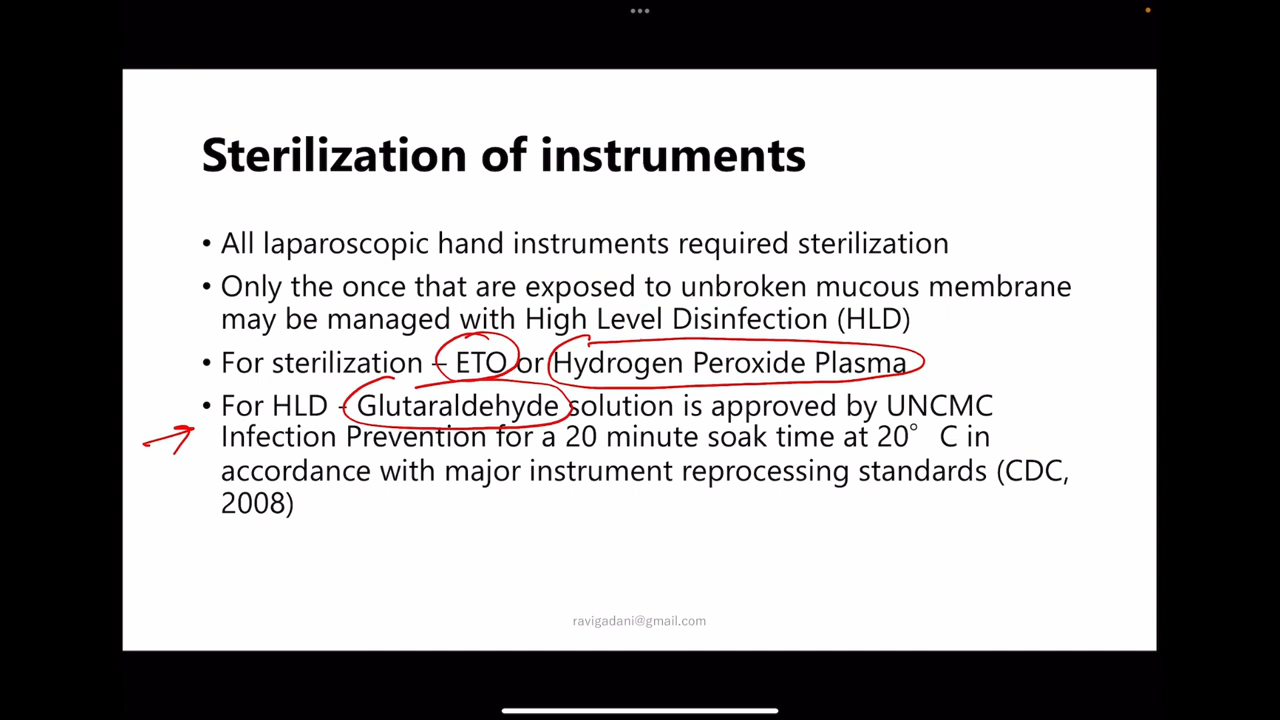 Sterilization of instruments
• All laparoscopic hand instruments required sterilization
• Only the once that are exposed to unbroken mucous membrane
may be managed with High Level Disinfection (HLD)
• For sterilization – ETO or Hydrogen Peroxide Plasma
• For HLD - Glutaraldehyde solution is approved by UNCMC
Infection Prevention for a 20 minute soak time at 20° C in
accordance with major instrument reprocessing standards (CDC,
2008)
ravigadani@gmail.com